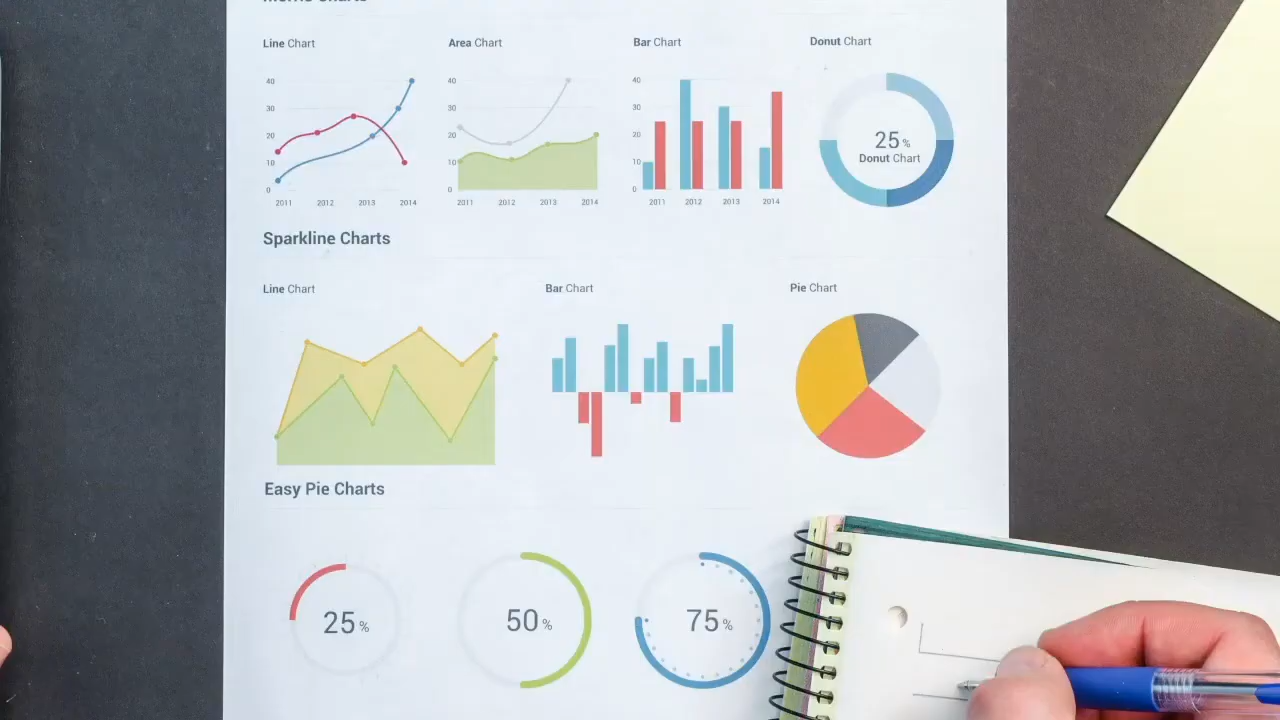 Line Chart
Area Chart
Bar Chart
Donut Chart
40
30
20
10
0
2011 2012 2013 2014
40
30
20
10
0
2011 2012 2013 2014
40
30
20
10
0
2011 2012 2013 2014
25 %
Donut Chart
Sparkline Charts
Line Chart
Bar Chart
Pie Chart
Easy Pie Charts
25 %
50 %
75 %